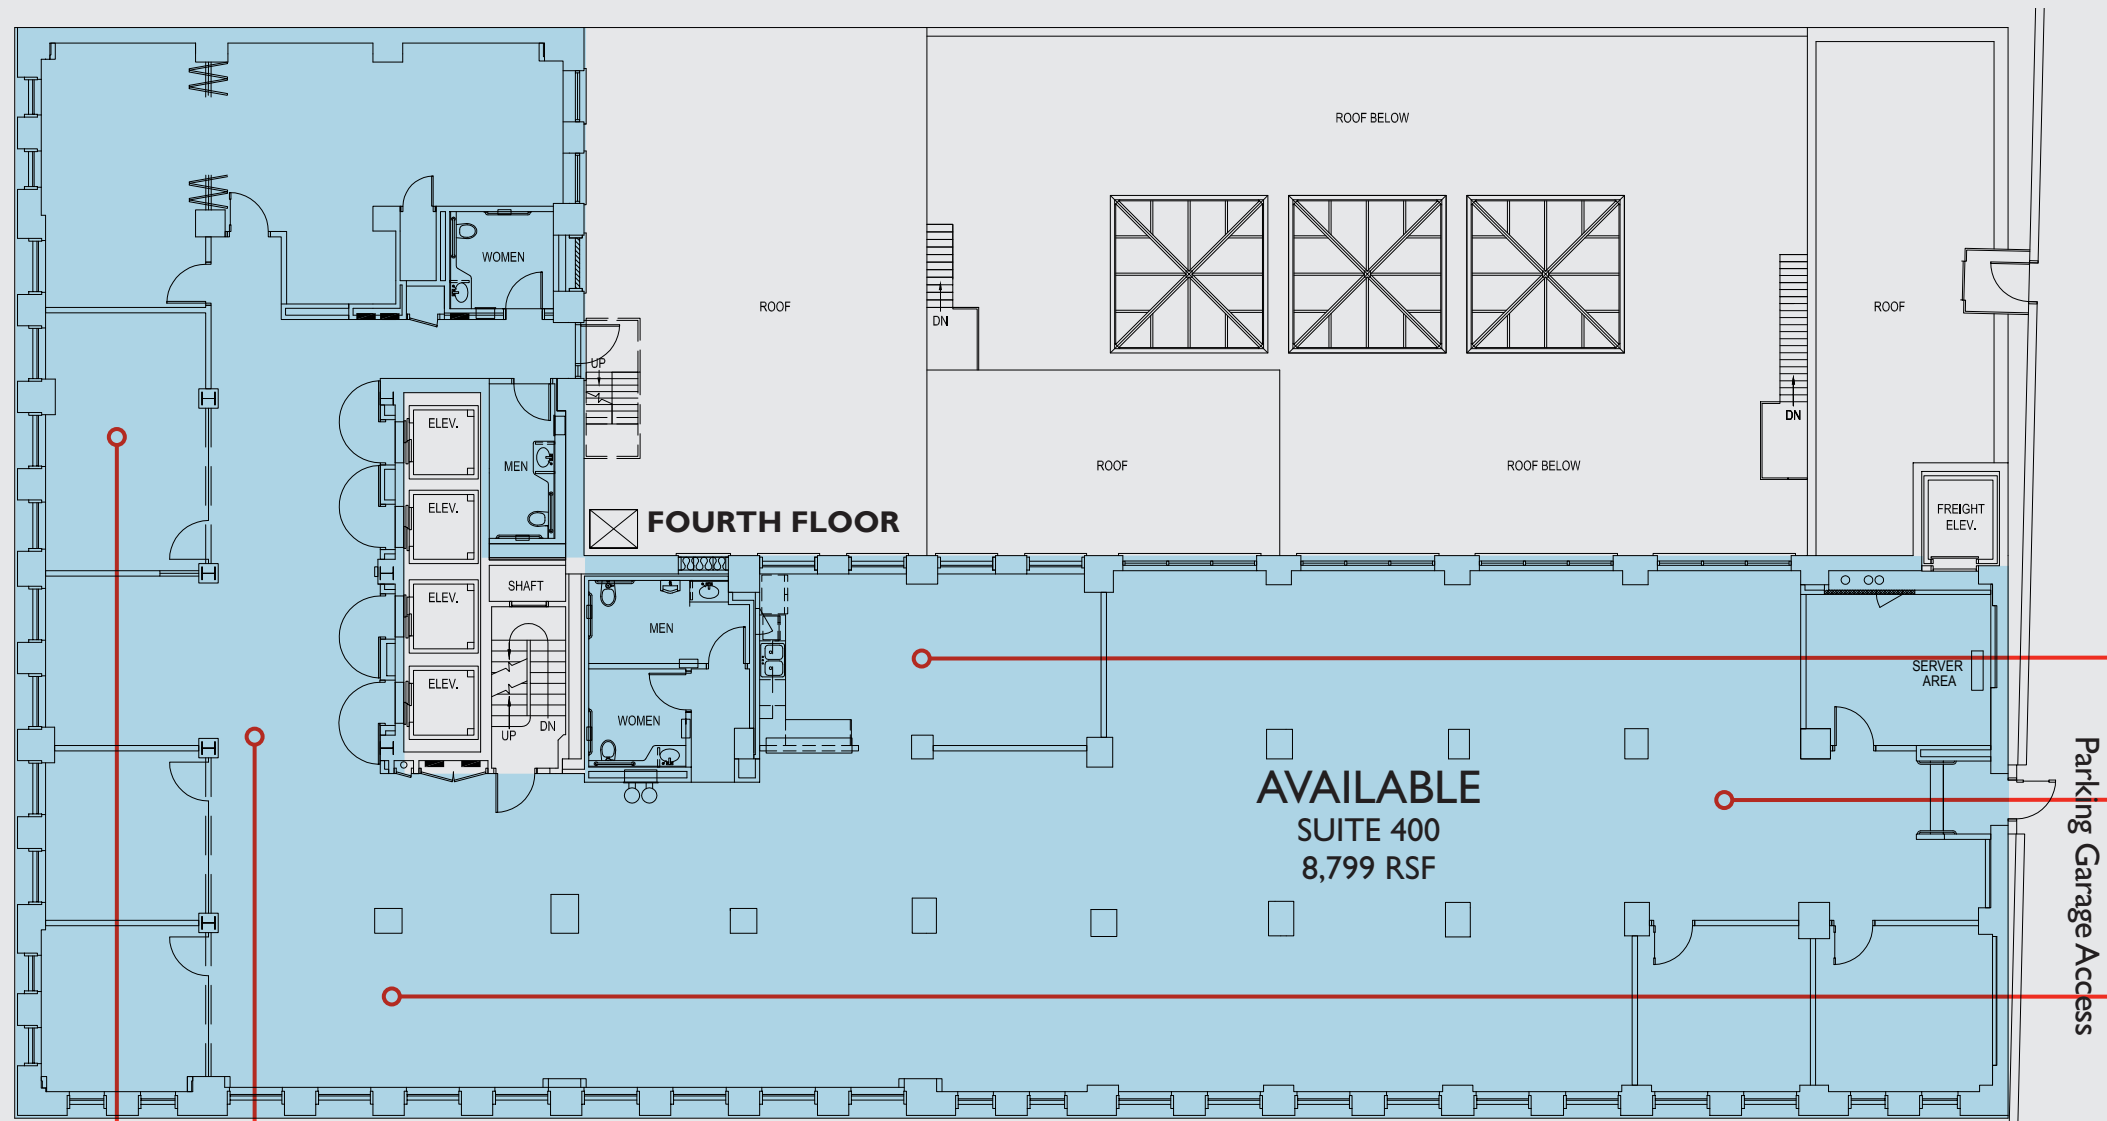 ROOF BELOW
WOMEN
ROOF
ROOF
DN
UP
DN
ELEV.
MEN
ROOF
ROOF BELOW
ELEV.
FREIGHT
ELEV.
FOURTH FLOOR
SHAFT
ELEV.
MEN
SERVER
AREA
ELEV.
WOMEN
UP
DN
AVAILABLE
SUITE 400
8,799 RSF
Parking Garage Access